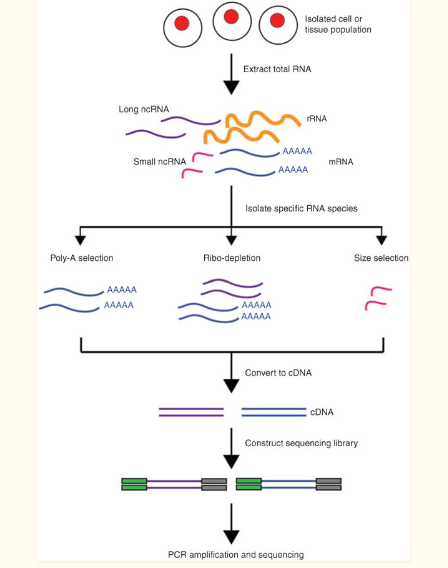 Isolated cell or
tissue population
Extract total RNA
Long ncRNA
rRNA
Small ncRNA
AAAAA
mRNA
AAAAA
Isolate specific RNA species
Poly-A selection
Ribo-depletion
Size selection
AAAAA
AAAAA
AAAAA
AAAAA
Convert to cDNA
cDNA
Construct sequencing library
PCR amplification and sequencing